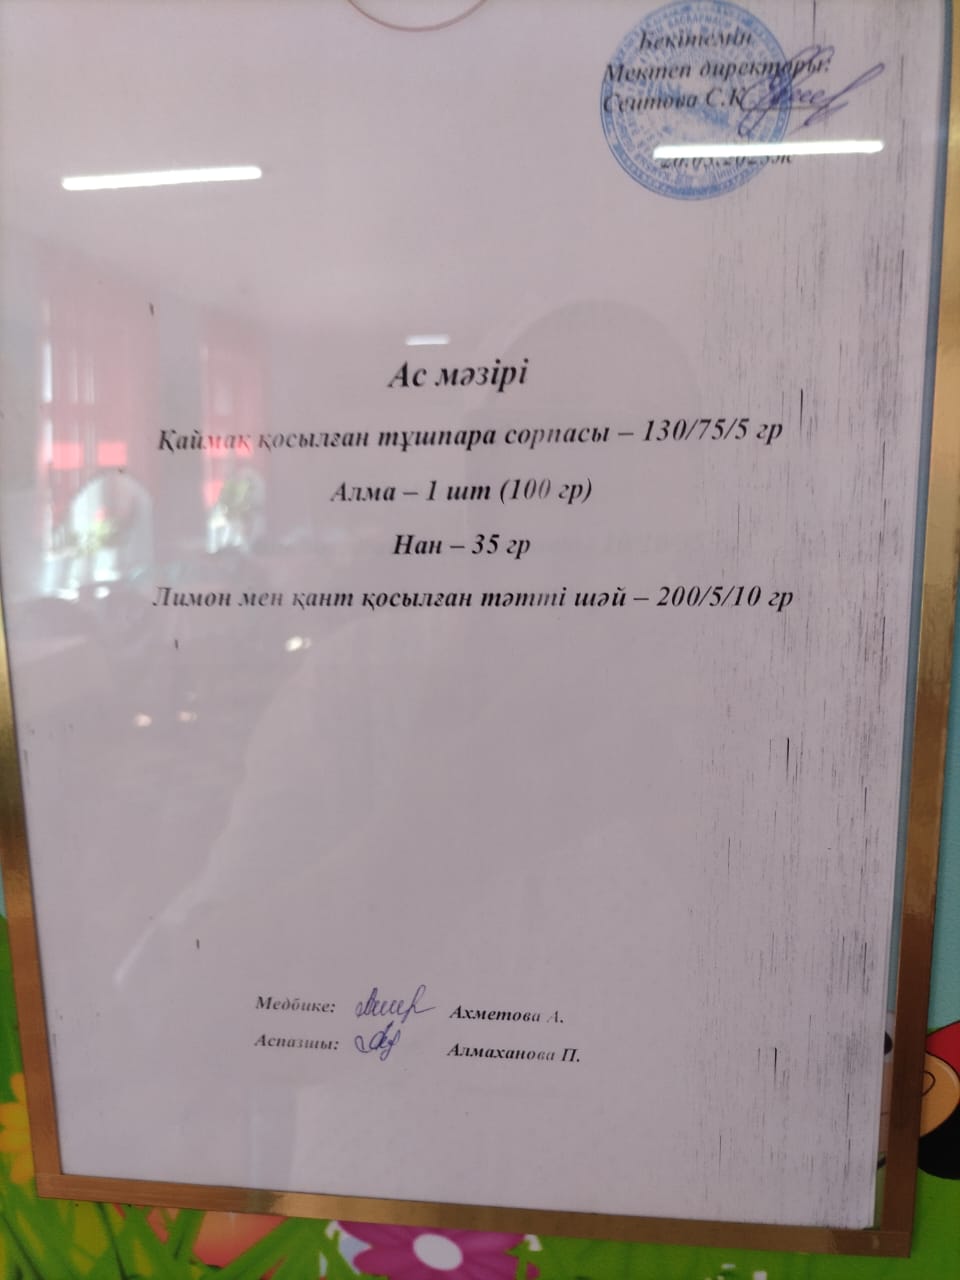 Бекітемін
Мектеп директоры:
Сеитова С.К
Ас мәзірі
Қаймақ қосылған тұшпара сорпасы – 130/75/5 гр
Алма – 1 шт (100 гр)
Нан – 35 гр
Лимон мен қант қосылған тәтті шәй – 200/5/10 гр
Медбике: Ахметова А.
Аспазшы: Алмаханова П.